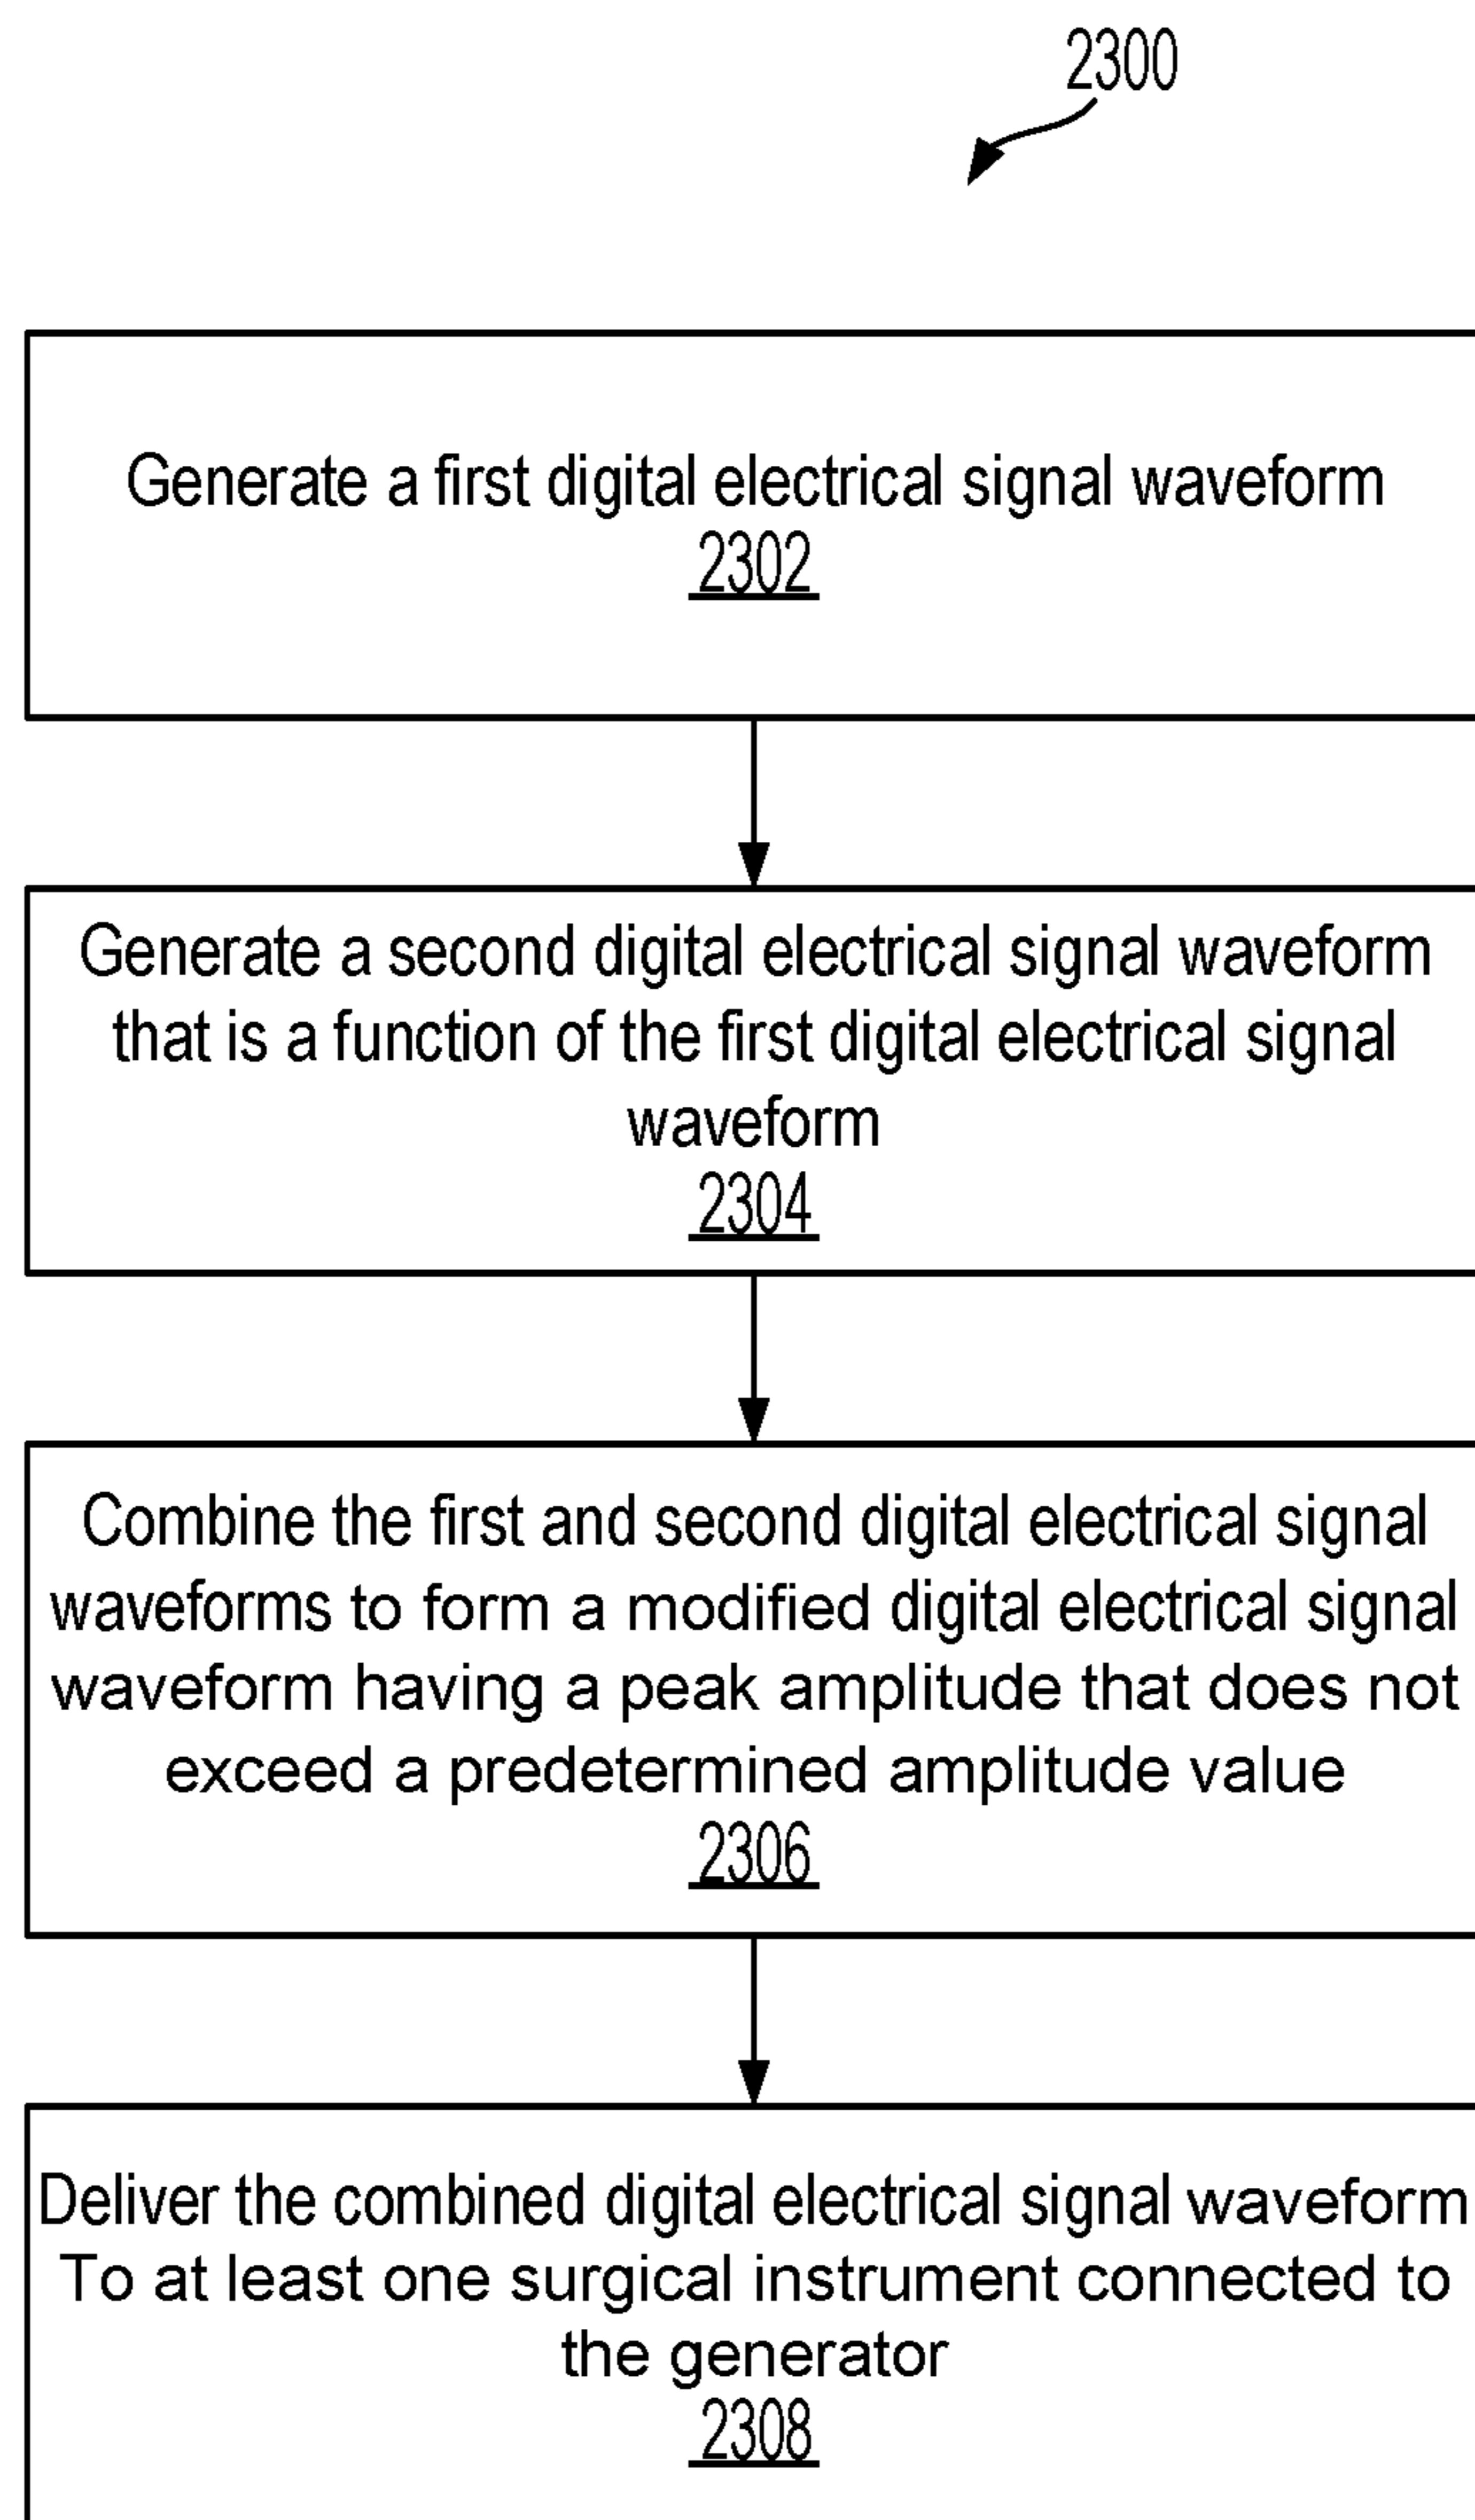 2300
Generate a first digital electrical signal waveform
2302
Generate a second digital electrical signal waveform
that is a function of the first digital electrical signal
waveform
2304
Combine the first and second digital electrical signal
waveforms to form a modified digital electrical signal
waveform having a peak amplitude that does not
exceed a predetermined amplitude value
2306
Deliver the combined digital electrical signal waveform
To at least one surgical instrument connected to
the generator
2308